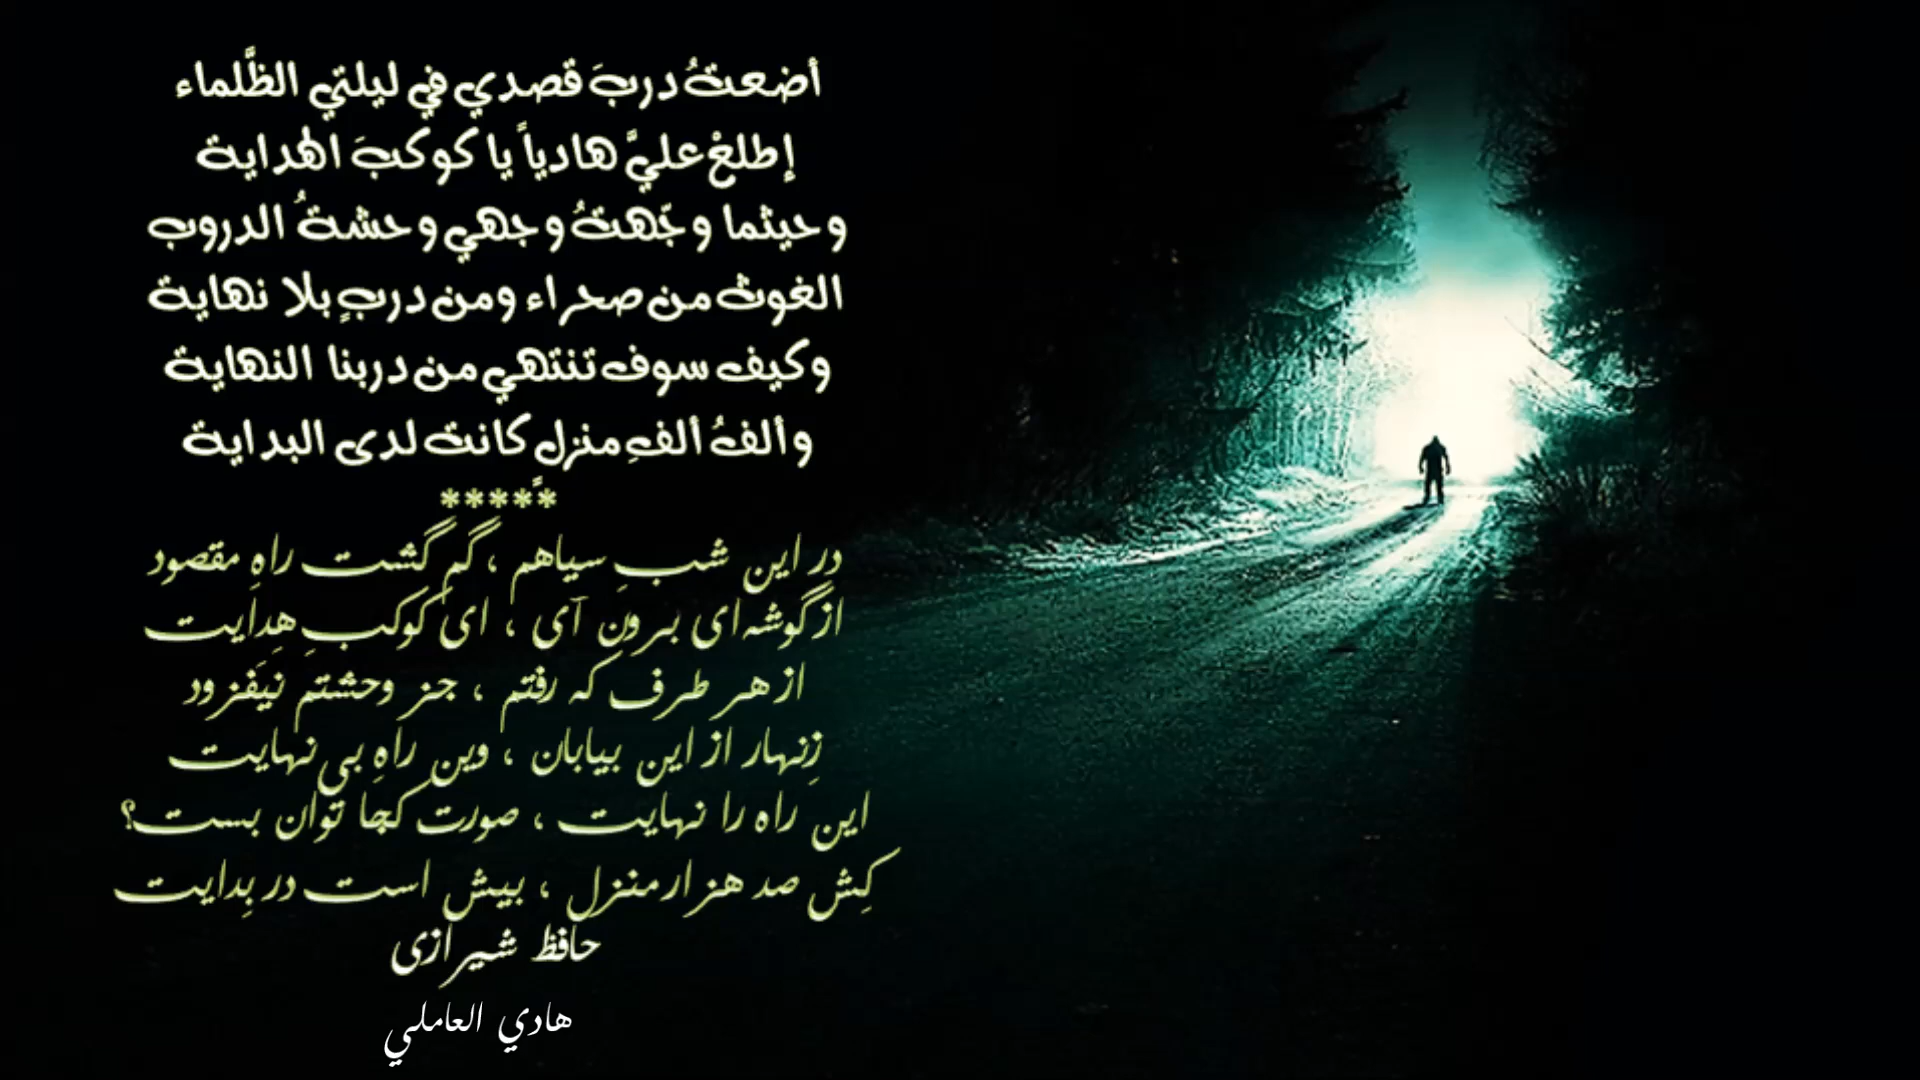 أضعتُ دربَ قصدي في ليلتي الظَّلماء
إطلعْ عليَّ هادياً يا كوكبَ الهداية
وحيثما وجّهتُ وجهي وحشةُ الدروب
الغوث من صحراء ومن دربٍ بلا نهاية
وكيف سوف تنتهي من دربنا النهاية
وألفُ ألفِ منزلٍ كانت لدى البداية
*****
در این شبِ سیاهم ، گم گشت راهِ مقصود
از گوشه‌ای برون آی ، ای کوکبِ هِدایت
از هر طرف که رفتم ، جز وحشتم نَیَفزود
زِنهار از این بیابان ، وین راهِ بی نهایت
این راه را نهایت ، صورت کجا توان بست؟
کِش صد هزار منزل ، بیش است در بِدایت
حافظ شیرازی
هادي العاملي